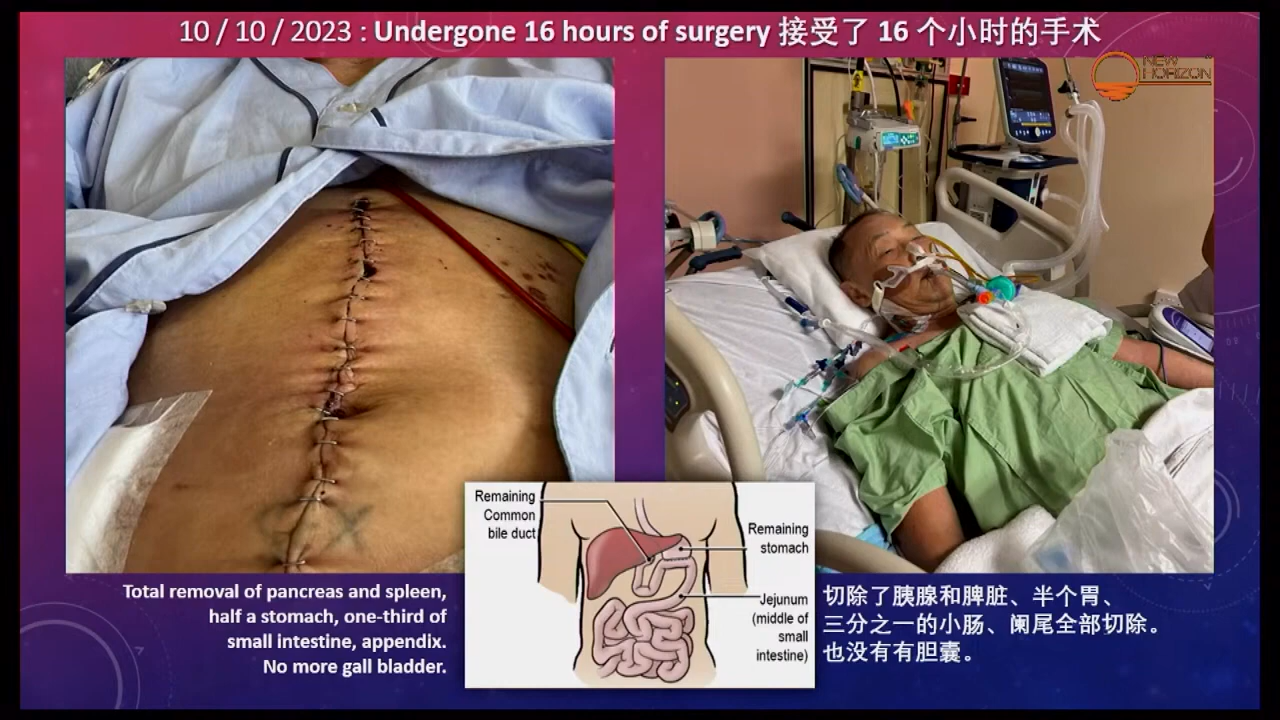 10 / 10 / 2023 : Undergone 16 hours of surgery 接受了 16 个小时的手术
NEW
HORIZON
Remaining
Common
bile duct
Remaining
stomach
Jejunum
(middle of
small
intestine)
Total removal of pancreas and spleen,
half a stomach, one-third of
small intestine, appendix.
No more gall bladder.
切除了胰腺和脾脏、半个胃、
三分之一的小肠、阑尾全部切除。
也没有有胆囊。